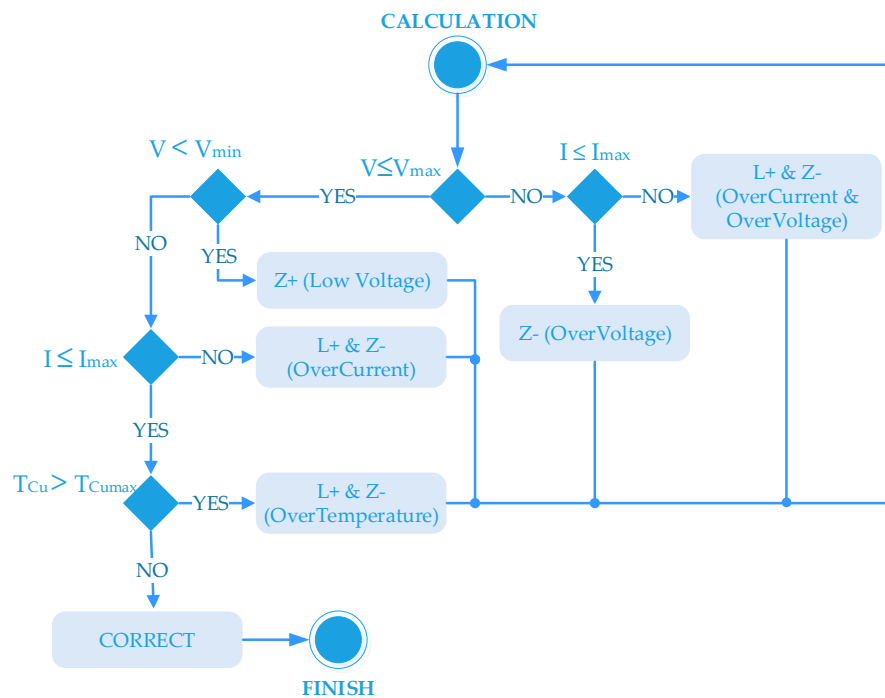 CALCULATION
V < Vmin
V≤Vmax
I ≤ Imax
YES
NO
NO
L+ & Z-
(OverCurrent &
OverVoltage)
NO
YES
YES
Z+ (Low Voltage)
Z- (OverVoltage)
I ≤ Imax
NO
L+ & Z-
(OverCurrent)
YES
TCu > TCumax
YES
L+ & Z-
(OverTemperature)
NO
CORRECT
FINISH